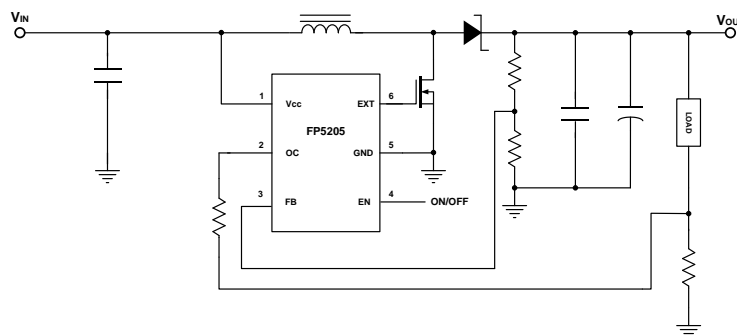 VIN
VOU
1 Vcc EXT 6
FP5205
2 OC GND 5
3 FB EN 4 ON/OFF
LOAD